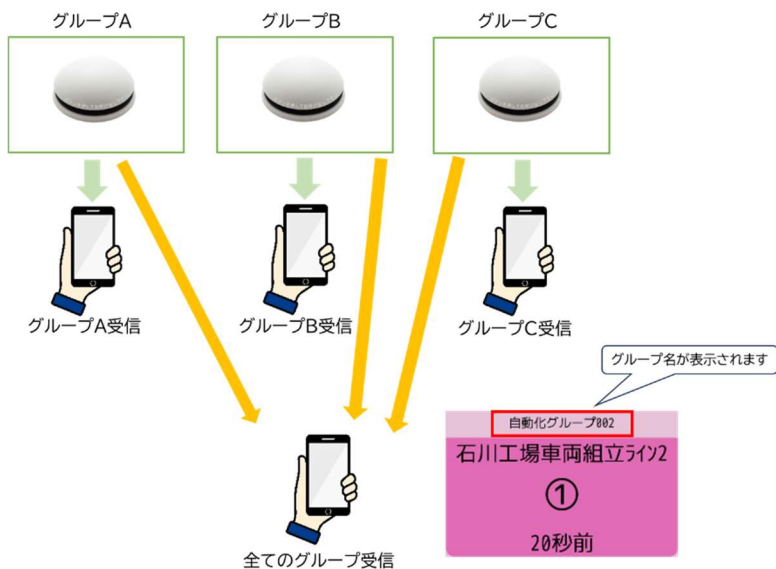 グループA
グループB
グループC
グループA受信
グループB受信
グループC受信
グループ名が表示されます
自動化グループ002
石川工場車両組立ライン2
①
20秒前
全てのグループ受信